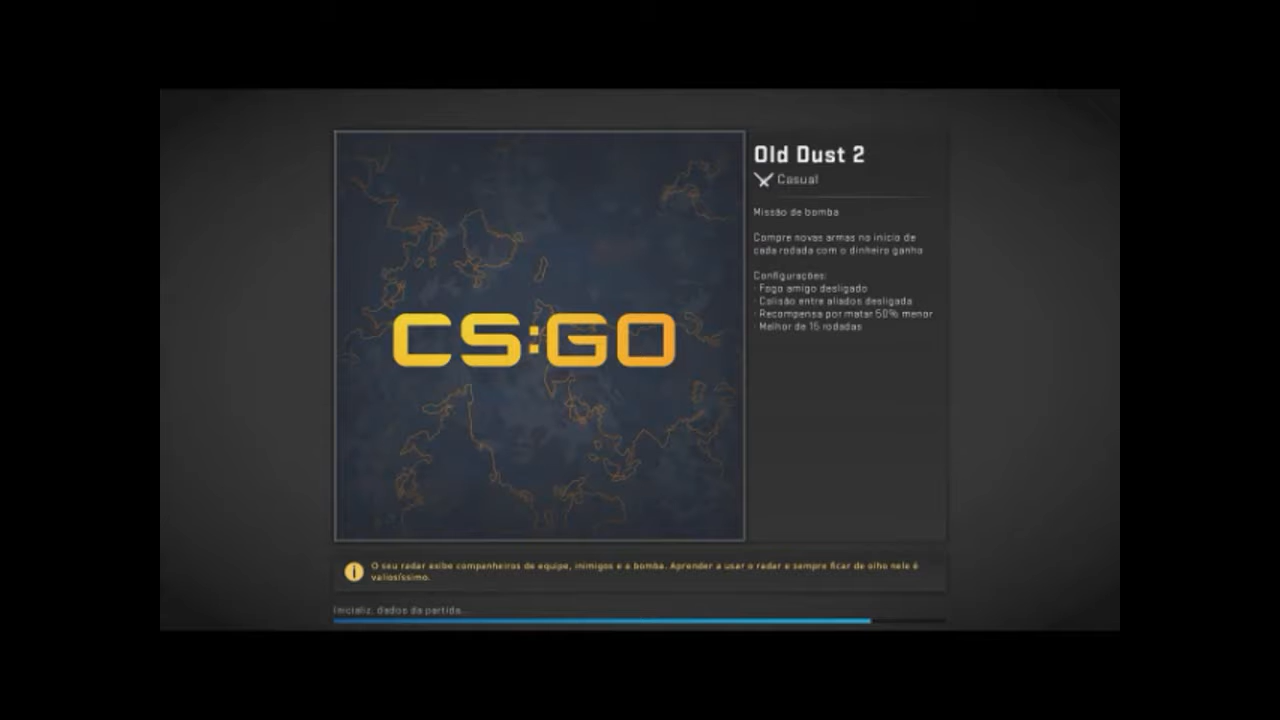 Old Dust 2
Casual
Missão de bomba
Compre novas armas no início de
cada rodada com o dinheiro ganho
Configurações:
· Fogo amigo desligado
· Colisão entre aliados desligada
· Recompensa por matar 50% menor
· Melhor de 15 rodadas
CS:GO
O seu radar exibe companheiros de equipe, inimigos e a bomba. Aprender a usar o radar e sempre ficar de olho nele é
valiosíssimo.
Inicializ. dados da partida...